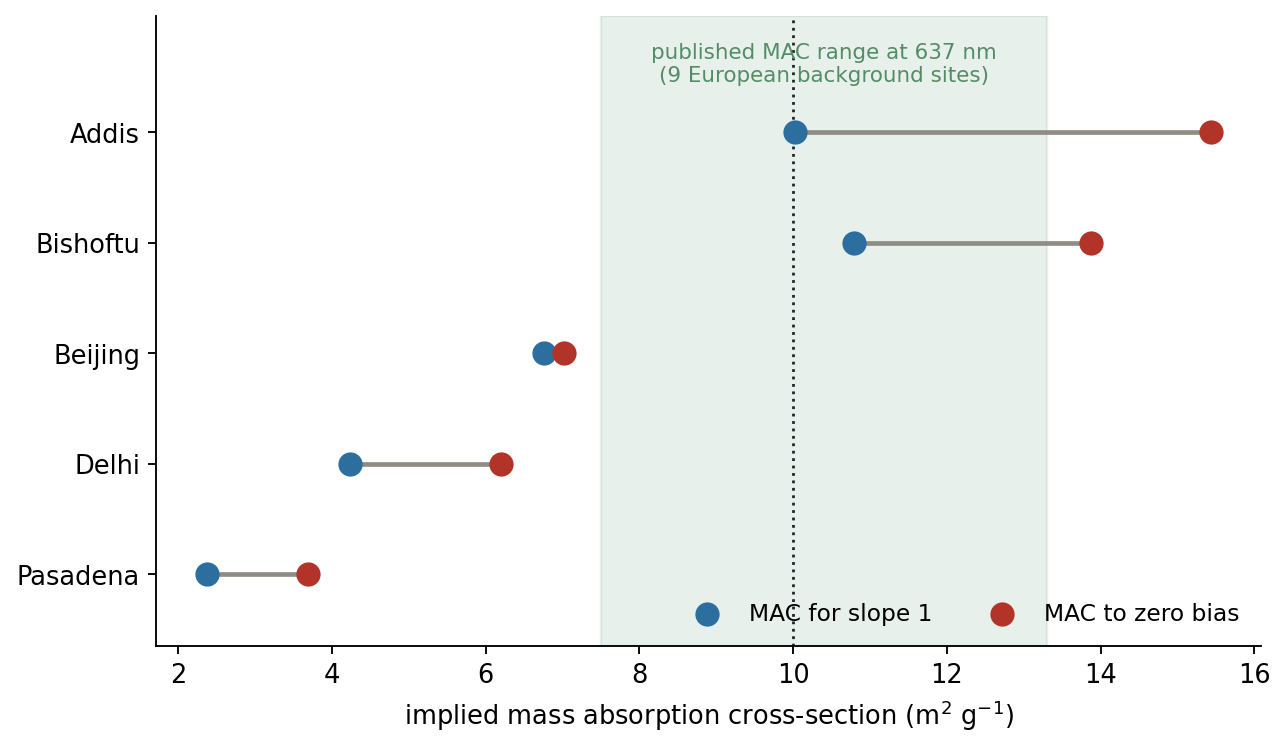 published MAC range at 637 nm
(9 European background sites)
Addis
Bishoftu
Beijing
Delhi
Pasadena
MAC for slope 1
MAC to zero bias
2 4 6 8 10 12 14 16
implied mass absorption cross-section (m² g⁻¹)